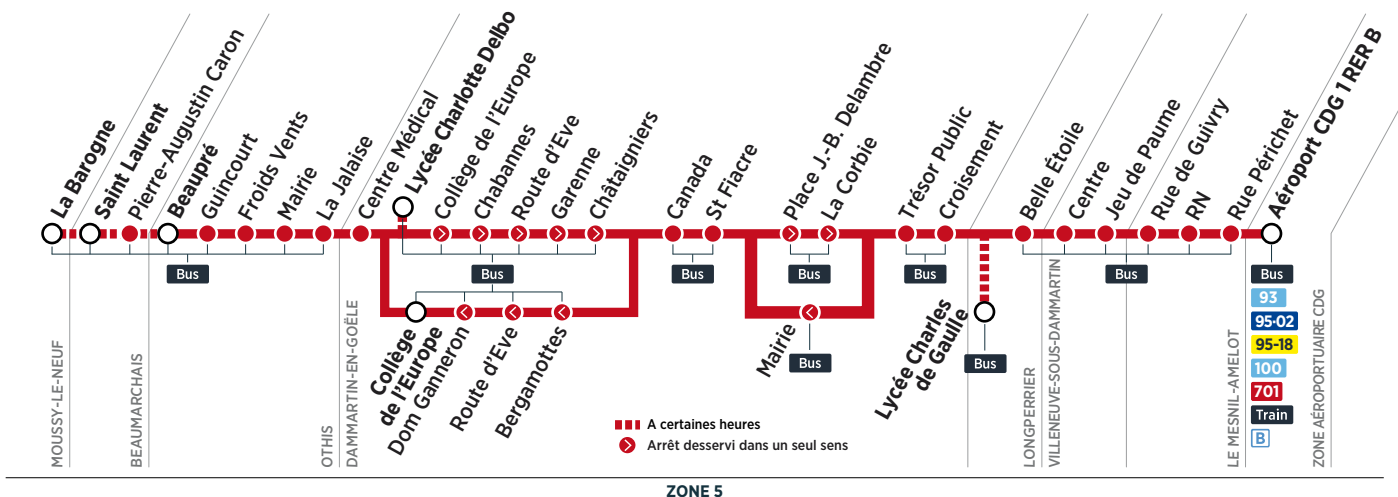 La Barogne
Saint Laurent
Pierre-Augustin Caron
Beaupré
Guincourt
Froids Vents
Mairie
La Jalaise
Centre Médical
Lycée Charlotte Delbo
Collège de l'Europe
Chabannes
Route d'Eve
Garenne
Châtaigniers
Canada
St Fiacre
Place J.-B. Delambre
La Corbie
Trésor Public
Croisement
Belle Étoile
Centre
Jeu de Paume
Rue de Guivry
RN
Rue Périchet
Aéroport CDG 1 RER B
Bus
Bus
Bus
Bus
Bus
Bus
Bus
93
95-02
95-18
100
701
Train
B
Collège
de l'Europe
Dom Ganneron
Route d'Eve
Bergamottes
Mairie
Bus
Lycée Charles
de Gaulle
Bus
MOUSSY-LE-NEUF
BEAUMARCHAIS
OTHIS
DAMMARTIN-EN-GOËLE
LONGPERRIER
VILLENEUVE-SOUS-DAMMARTIN
LE MESNIL-AMELOT
ZONE AÉROPORTUAIRE CDG
A certaines heures
Arrêt desservi dans un seul sens
ZONE 5